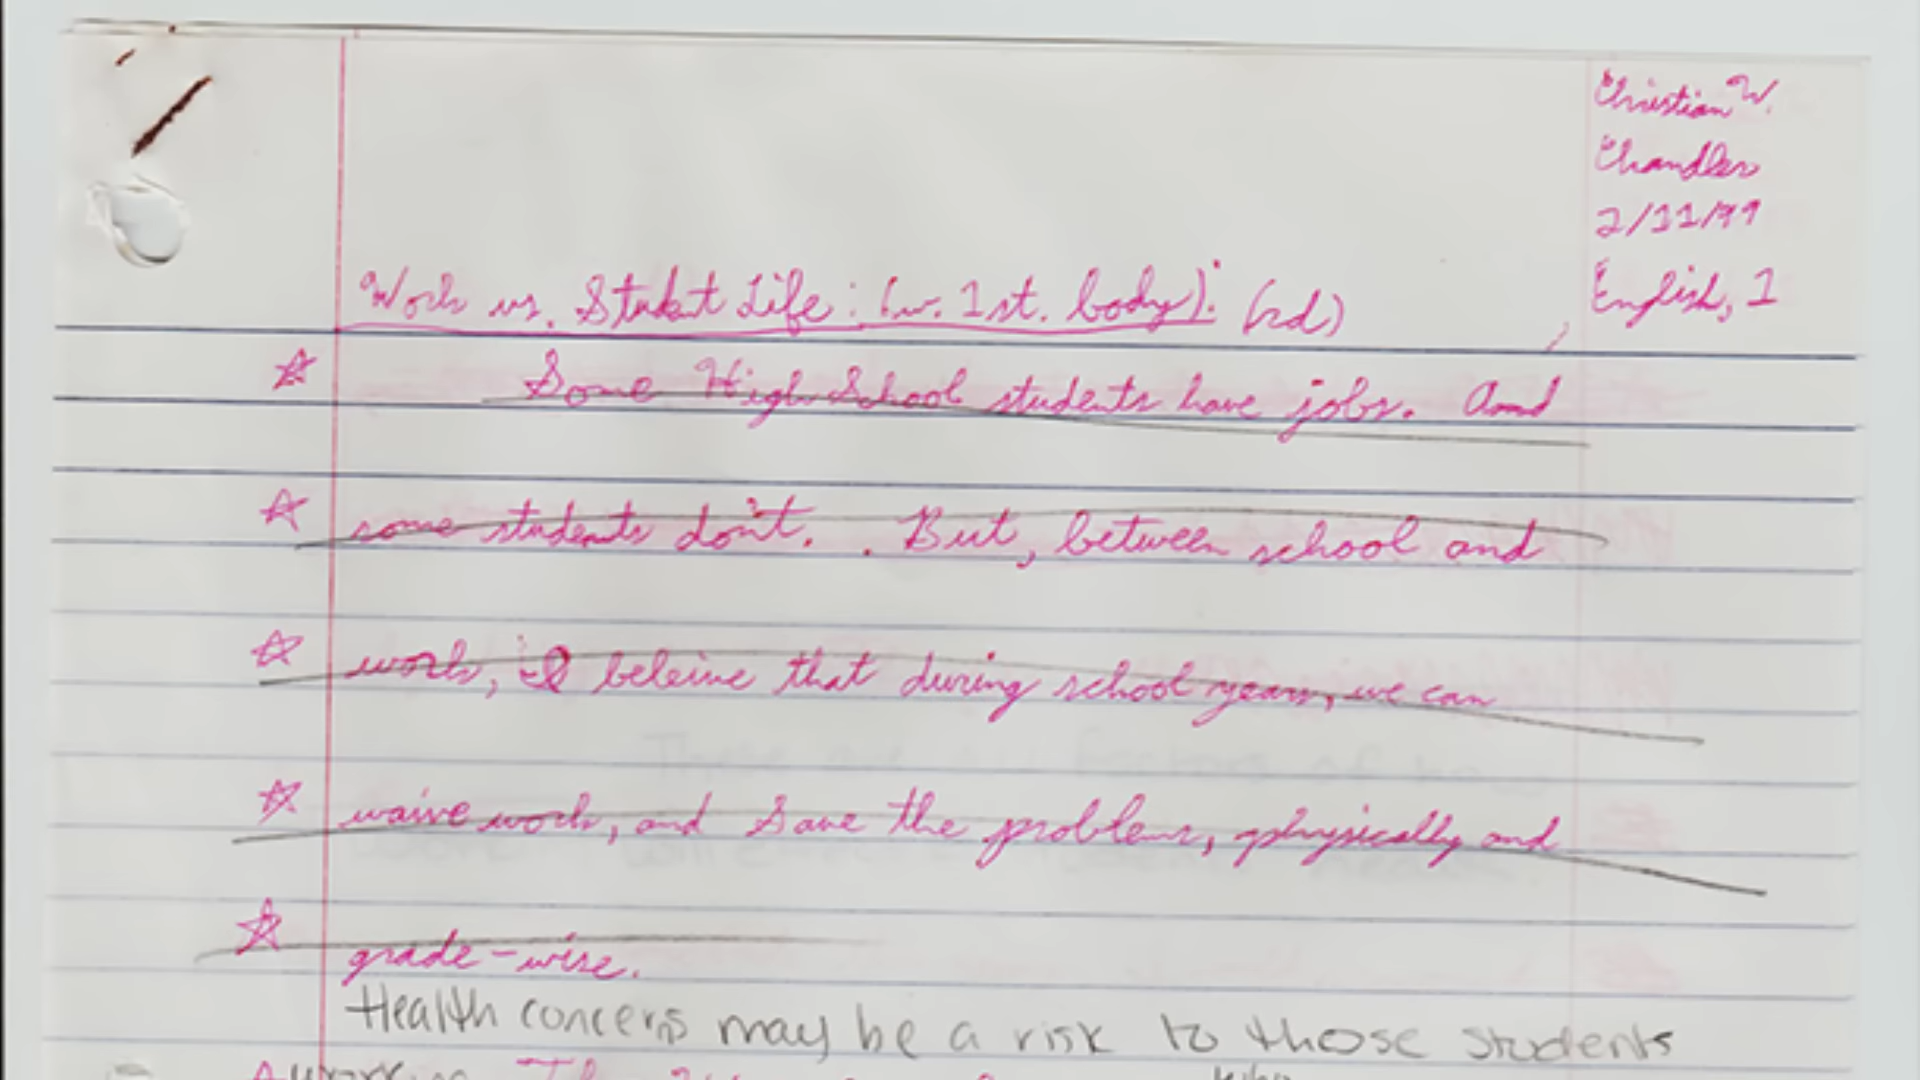 Christian W.
Chandler
2/11/99
English, 1
Work vs. Studet Life: (w. 1st. body). (rd)
Some High School students have jobs. And
some students don't. . But, between school and
work, I beleive that during school years, we can
waive work, and save the problems, physically and
grade-wise.
Health concerns may be a risk to those students